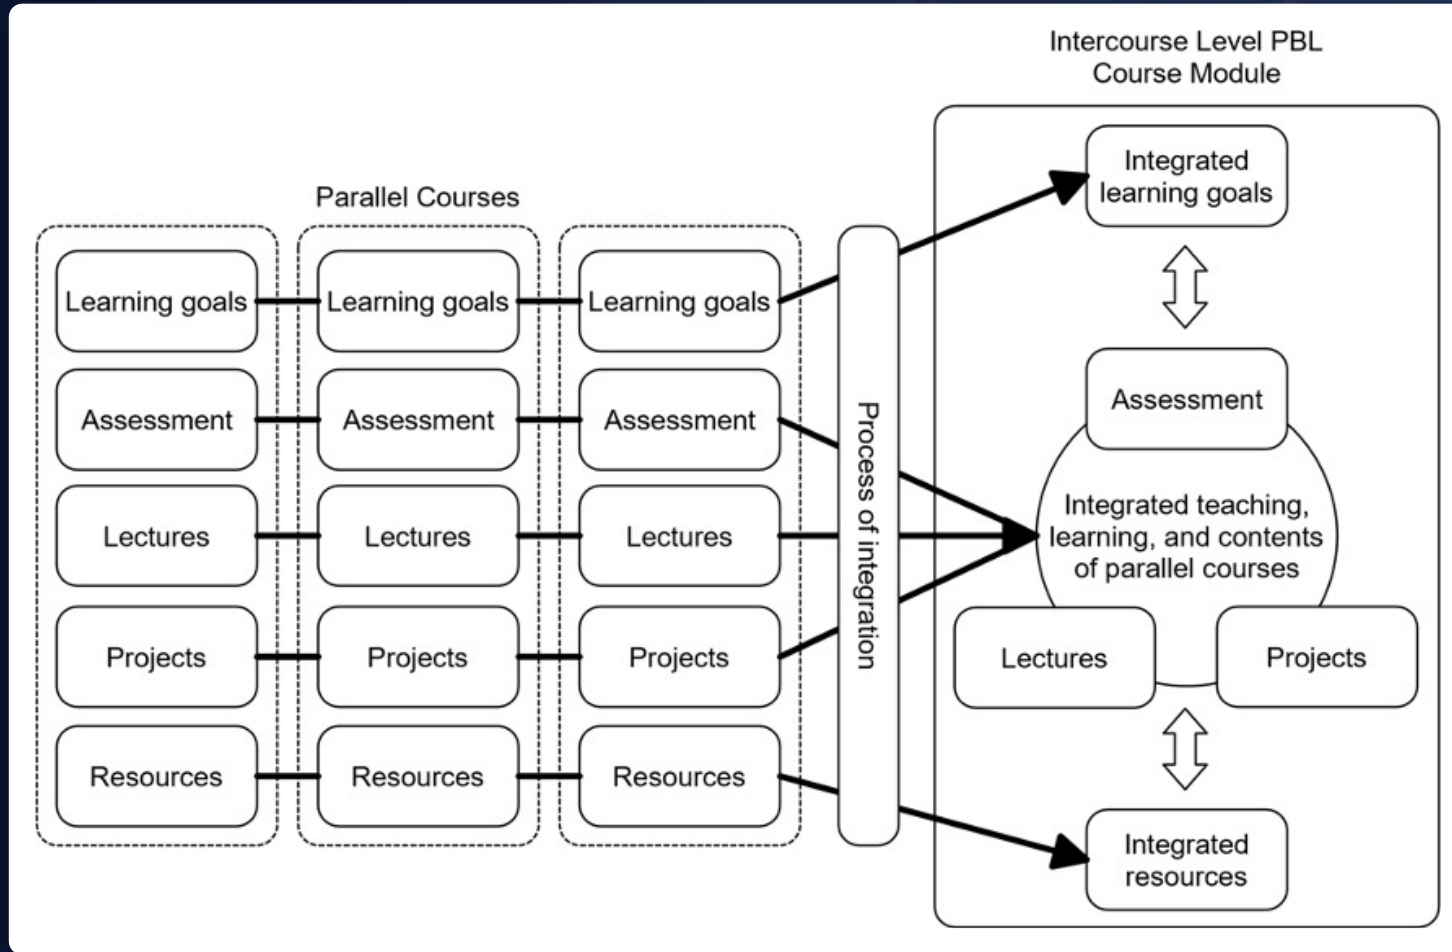 Intercourse Level PBL
Course Module
Parallel Courses
Learning goals
Assessment
Lectures
Projects
Resources
Learning goals
Assessment
Lectures
Projects
Resources
Learning goals
Assessment
Lectures
Projects
Resources
Process of integration
Integrated
learning goals
Assessment
Integrated teaching,
learning, and contents
of parallel courses
Lectures
Projects
Integrated
resources